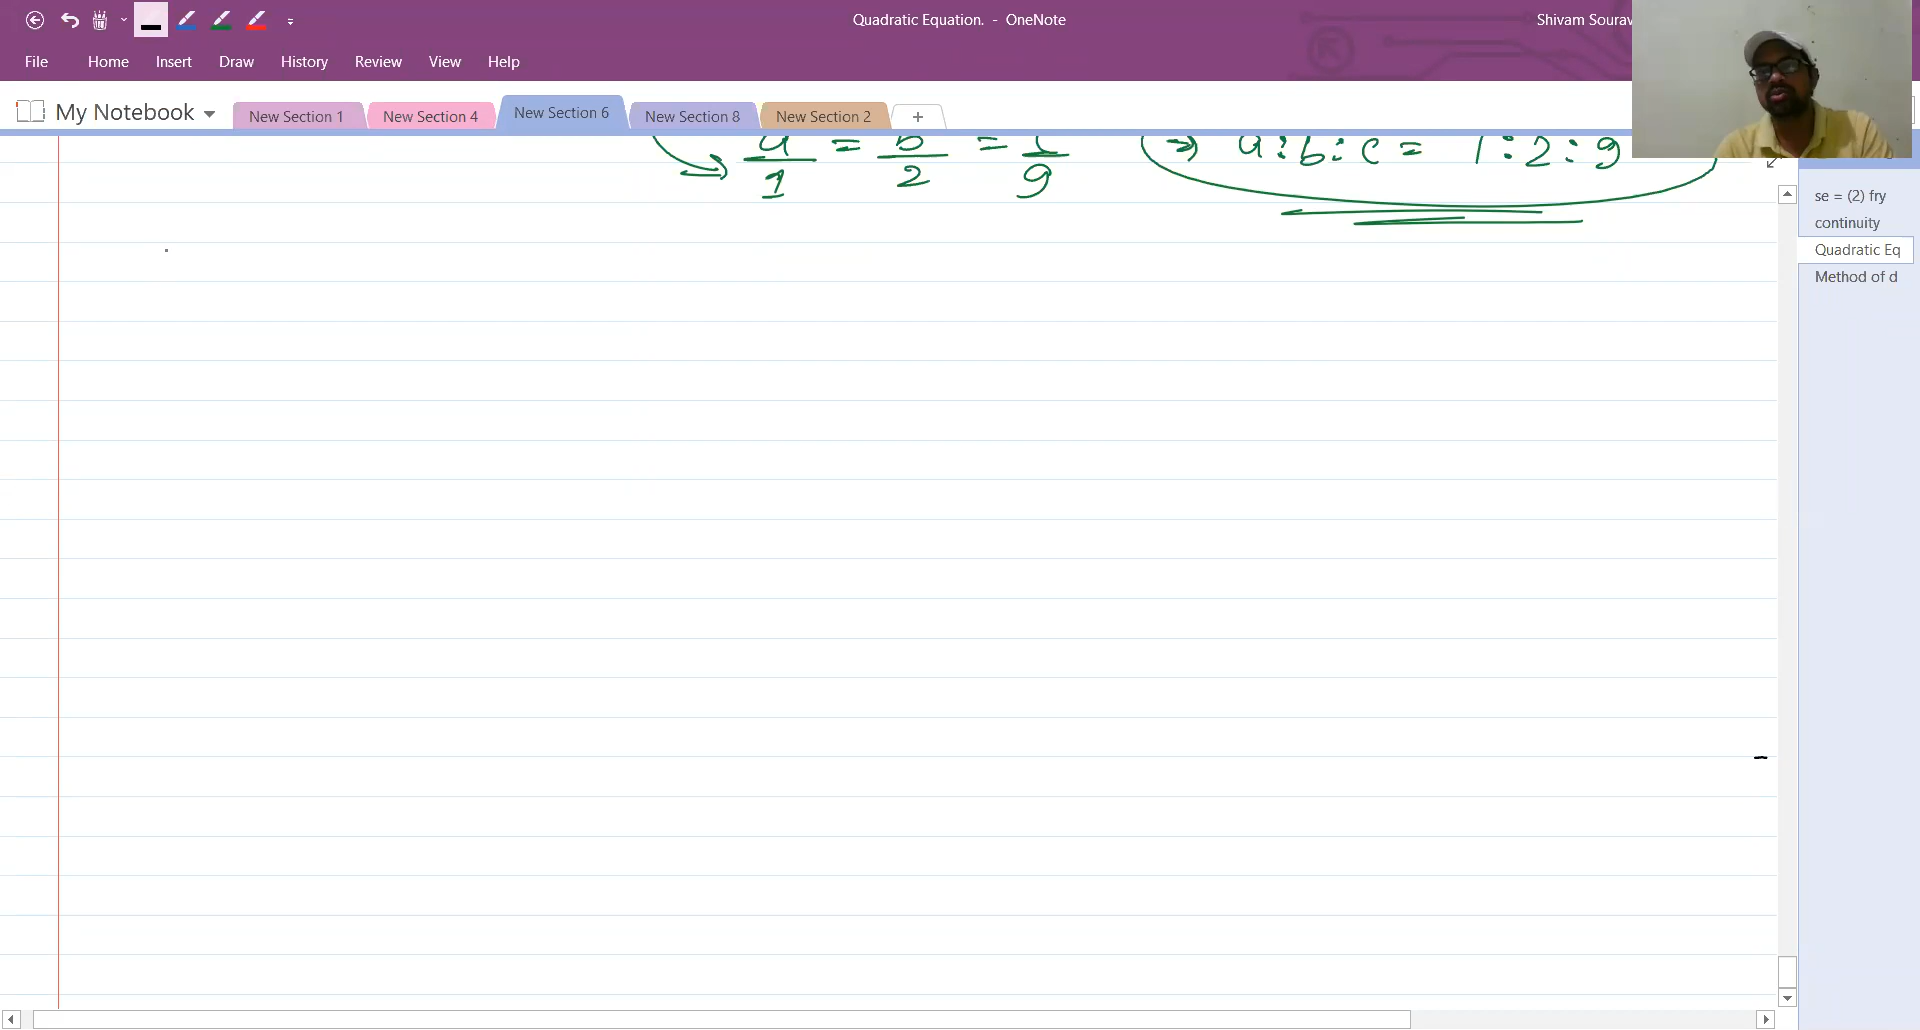 Quadratic Equation. - OneNote
Shivam Sourav
File Home Insert Draw History Review View Help
My Notebook New Section 1 New Section 4 New Section 6 New Section 8 New Section 2 +
a/1 = b/2 = c/9 ⇒ a:b:c = 1:2:9
se = (2) fry
continuity
Quadratic Eq
Method of d